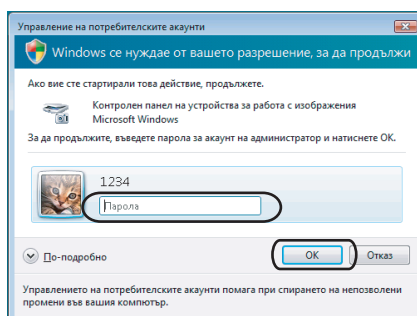 Управление на потребителските акаунти
Windows се нуждае от вашето разрешение, за да продължи
Ако вие сте стартирали това действие, продължете.
Контролен панел на устройства за работа с изображения
Microsoft Windows
За да продължите, въведете парола за акаунт на администратор и натиснете OK.
1234
Парола
По-подробно
OK
Отказ
Управлението на потребителските акаунти помага при спирането на непозволени
промени във вашия компютър.